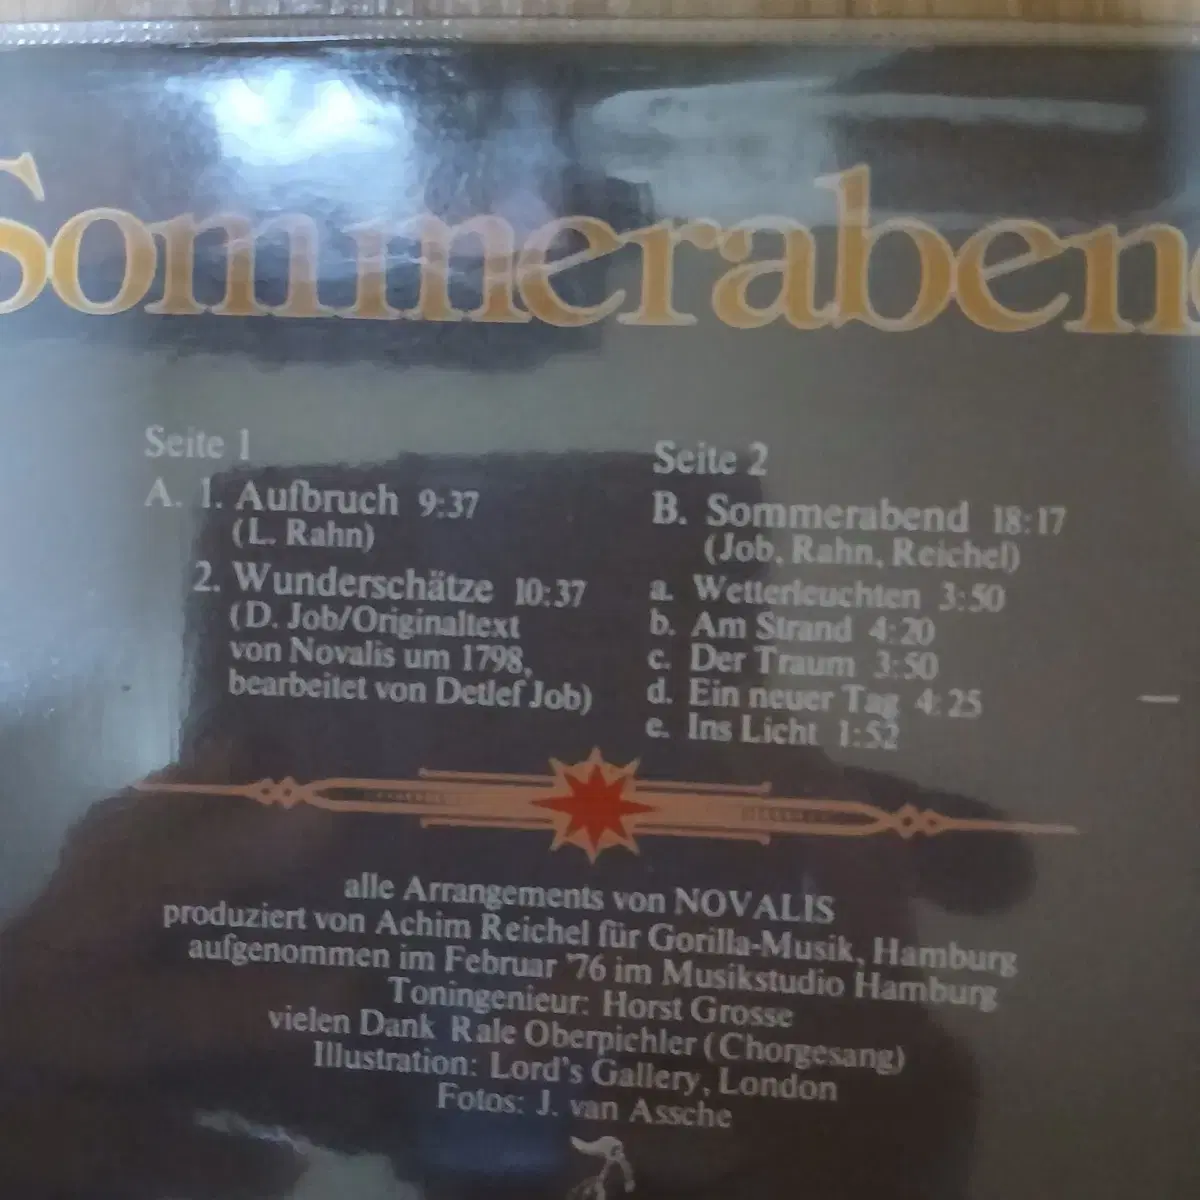 Sommerabend
Seite 1
A. 1. Aufbruch 9:37
(L. Rahn)
2. Wunderschätze 10:37
(D. Job/Originaltext
von Novalis um 1798,
bearbeitet von Detlef Job)
Seite 2
B. Sommerabend 18:17
(Job, Rahn, Reichel)
a. Wetterleuchten 3:50
b. Am Strand 4:20
c. Der Traum 3:50
d. Ein neuer Tag 4:25
e. Ins Licht 1:52
alle Arrangements von NOVALIS
produziert von Achim Reichel für Gorilla-Musik, Hamburg
aufgenommen im Februar '76 im Musikstudio Hamburg
Toningenieur: Horst Grosse
vielen Dank Rale Oberpichler (Chorgesang)
Illustration: Lord's Gallery, London
Fotos: J. van Assche